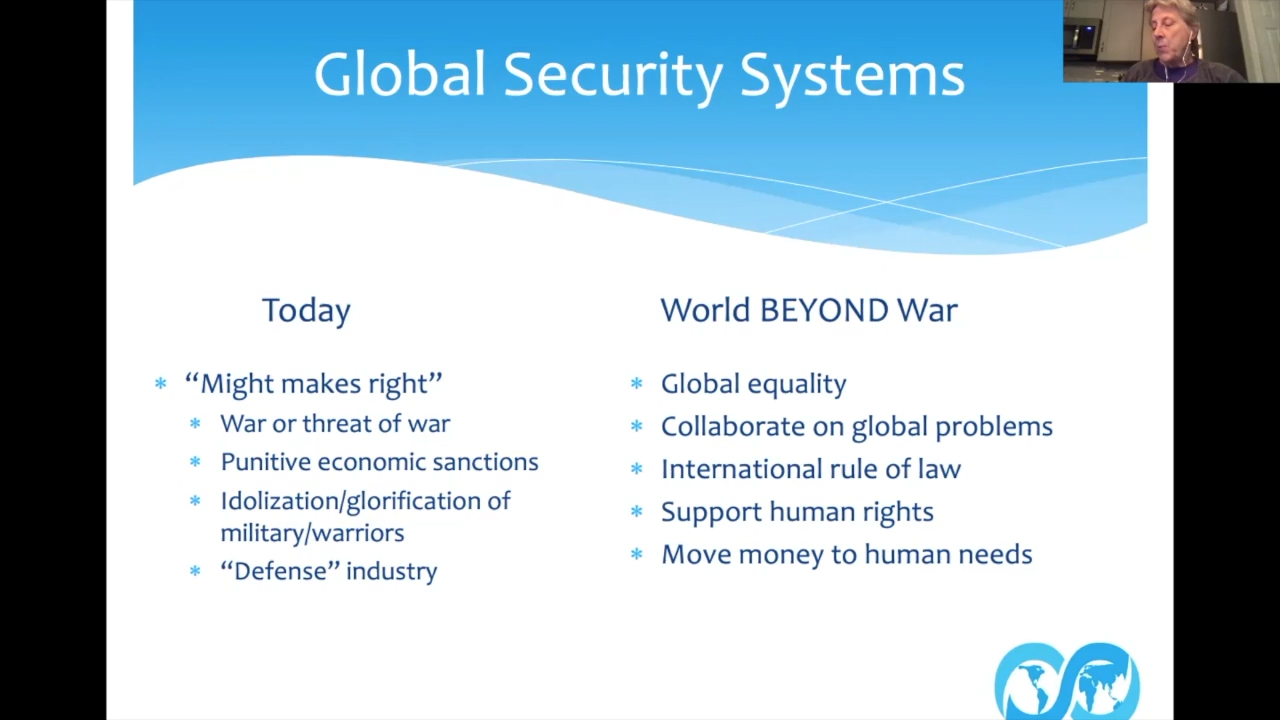 Global Security Systems
Today
“Might makes right”
War or threat of war
Punitive economic sanctions
Idolization/glorification of
military/warriors
“Defense” industry
World BEYOND War
Global equality
Collaborate on global problems
International rule of law
Support human rights
Move money to human needs